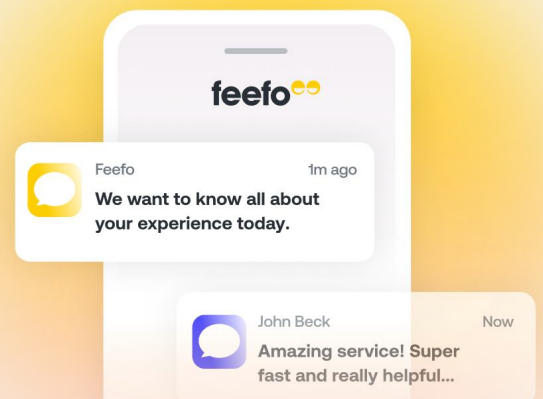 feefo
Feefo
1m ago
We want to know all about
your experience today.
John Beck
Now
Amazing service! Super
fast and really helpful...